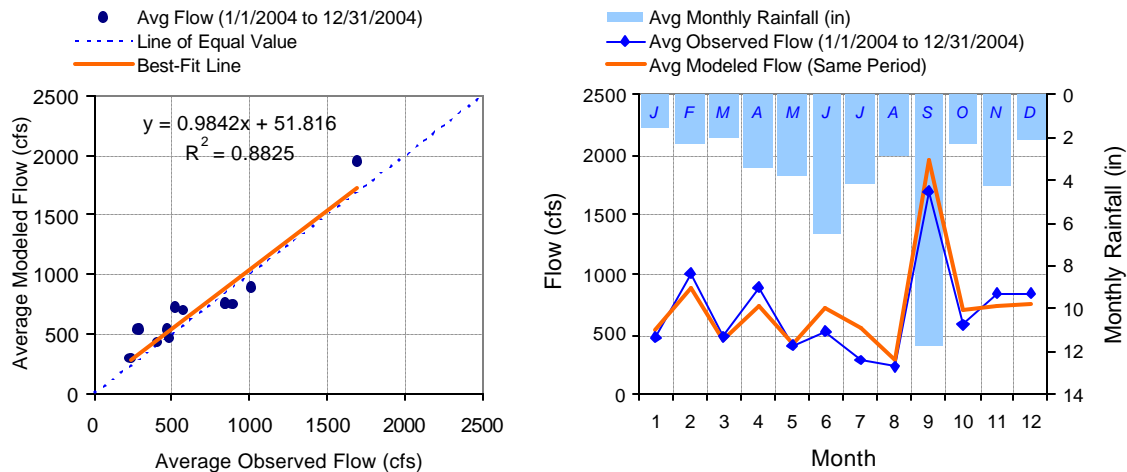 Avg Flow (1/1/2004 to 12/31/2004)
Line of Equal Value
Best-Fit Line
y = 0.9842x + 51.816
R2 = 0.8825
Average Modeled Flow (cfs)
2500
2000
1500
1000
500
0
0 500 1000 1500 2000 2500
Average Observed Flow (cfs)
Avg Monthly Rainfall (in)
Avg Observed Flow (1/1/2004 to 12/31/2004)
Avg Modeled Flow (Same Period)
J F M A M J J A S O N D
Flow (cfs)
2500
2000
1500
1000
500
0
0
2
4
6
8
10
12
14
Monthly Rainfall (in)
1 2 3 4 5 6 7 8 9 10 11 12
Month